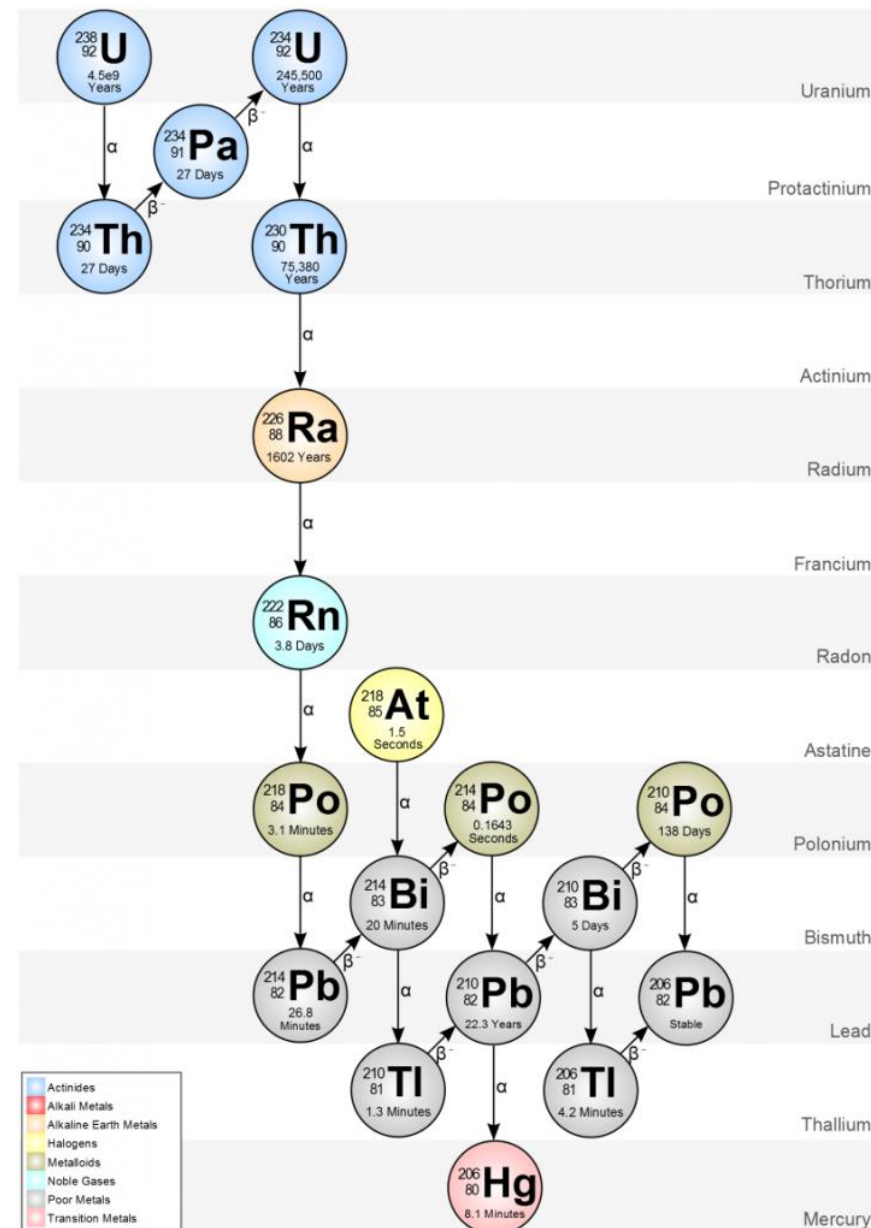 238
92 U
4.5e9
Years
234
92 U
245,500
Years
Uranium
α
β⁻
234
91 Pa
27 Days
α
Protactinium
β⁻
234
90 Th
27 Days
230
90 Th
75,380
Years
Thorium
α
Actinium
226
88 Ra
1602 Years
Radium
α
Francium
222
86 Rn
3.8 Days
Radon
α
218
85 At
1.5
Seconds
Astatine
218
84 Po
3.1 Minutes
α
214
84 Po
0.1643
Seconds
210
84 Po
138 Days
Polonium
β⁻
β⁻
α
214
83 Bi
20 Minutes
α
210
83 Bi
5 Days
α
Bismuth
β⁻
β⁻
214
82 Pb
26.8
Minutes
α
210
82 Pb
22.3 Years
α
206
82 Pb
Stable
Lead
β⁻
β⁻
210
81 Tl
1.3 Minutes
α
206
81 Tl
4.2 Minutes
Thallium
206
80 Hg
8.1 Minutes
Mercury
Actinides
Alkali Metals
Alkaline Earth Metals
Halogens
Metalloids
Noble Gases
Poor Metals
Transition Metals